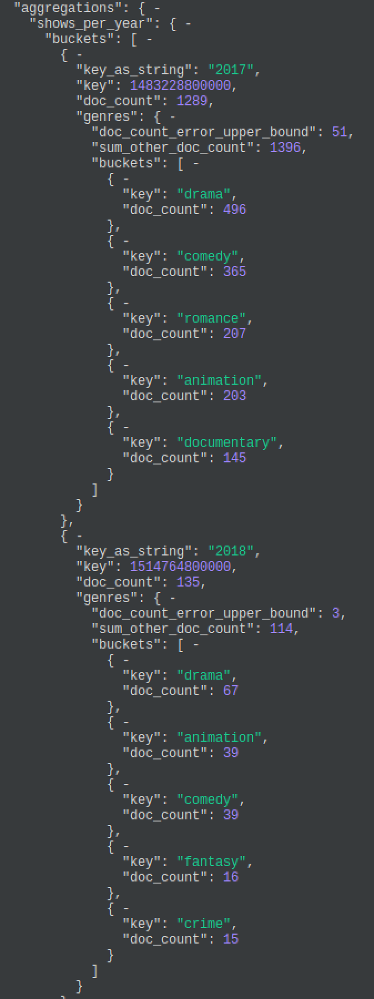 "aggregations": { -
"shows_per_year": { -
"buckets": [ -
{ -
"key_as_string": "2017",
"key": 1483228800000,
"doc_count": 1289,
"genres": { -
"doc_count_error_upper_bound": 51,
"sum_other_doc_count": 1396,
"buckets": [ -
{ -
"key": "drama",
"doc_count": 496
},
{ -
"key": "comedy",
"doc_count": 365
},
{ -
"key": "romance",
"doc_count": 207
},
{ -
"key": "animation",
"doc_count": 203
},
{ -
"key": "documentary",
"doc_count": 145
}
]
}
},
{ -
"key_as_string": "2018",
"key": 1514764800000,
"doc_count": 135,
"genres": { -
"doc_count_error_upper_bound": 3,
"sum_other_doc_count": 114,
"buckets": [ -
{ -
"key": "drama",
"doc_count": 67
},
{ -
"key": "animation",
"doc_count": 39
},
{ -
"key": "comedy",
"doc_count": 39
},
{ -
"key": "fantasy",
"doc_count": 16
},
{ -
"key": "crime",
"doc_count": 15
}
]
}